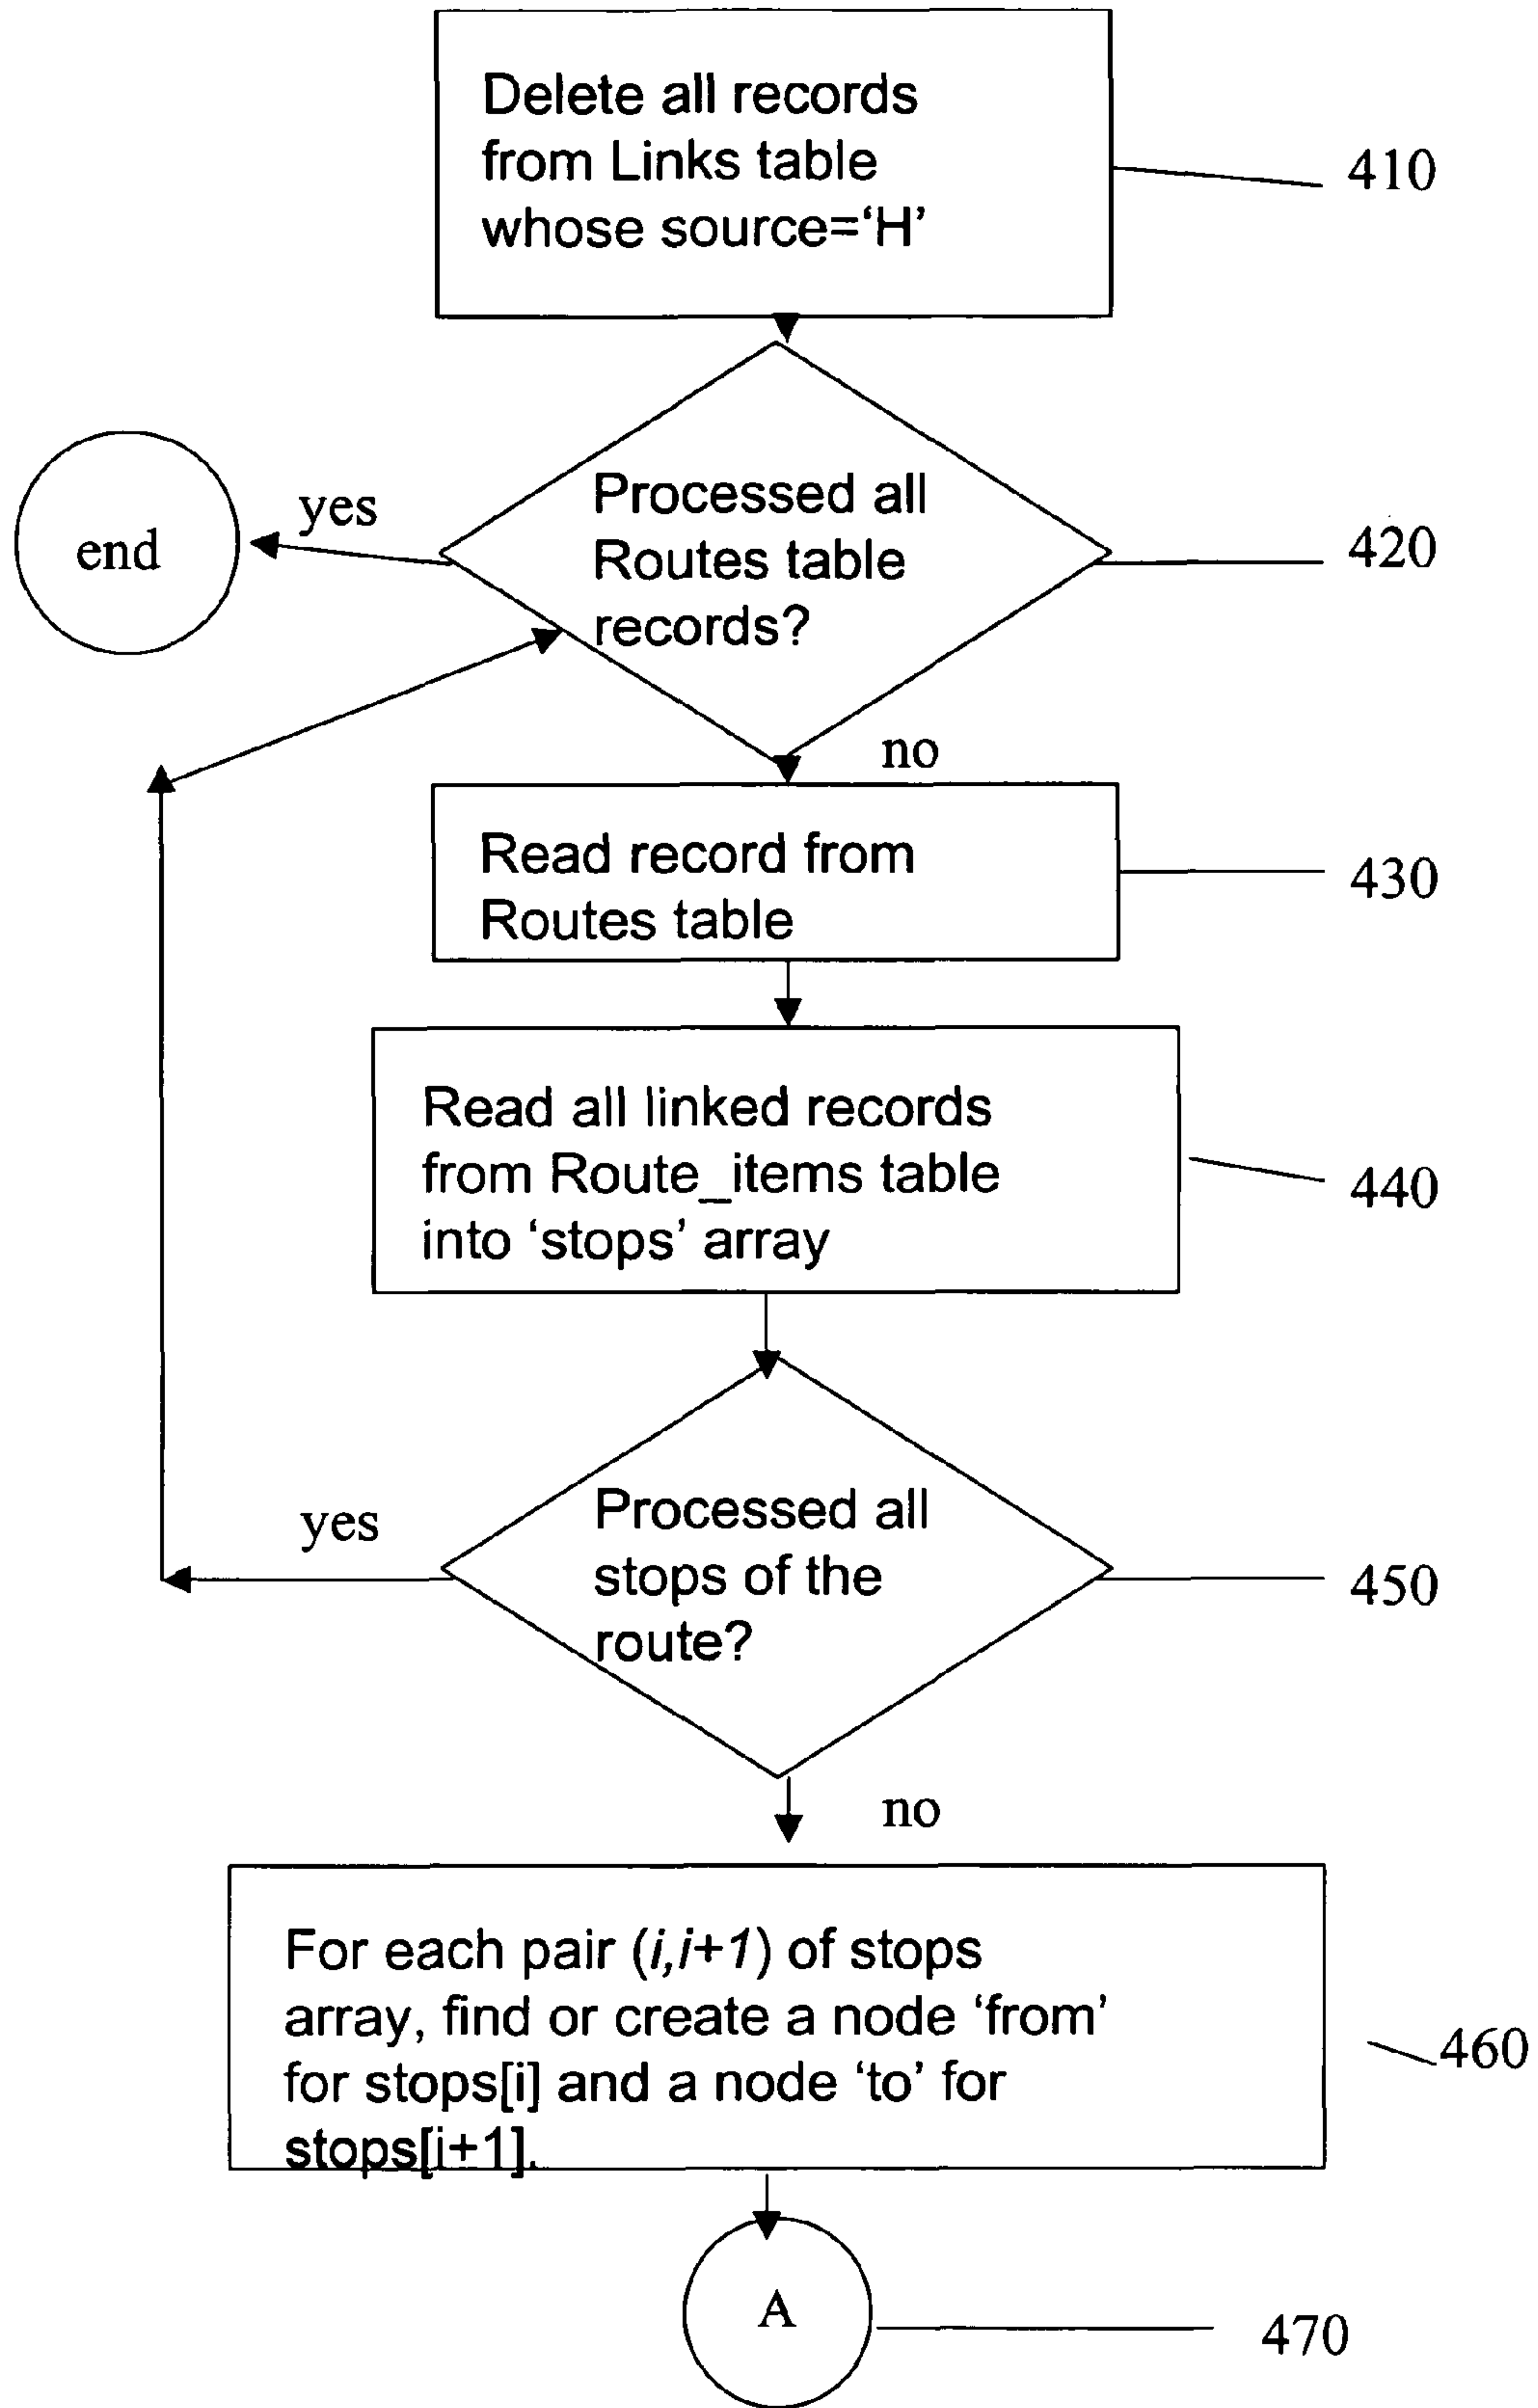 Delete all records
from Links table
whose source=‘H’
410
Processed all
Routes table
records?
420
yes
end
no
Read record from
Routes table
430
Read all linked records
from Route_items table
into ‘stops’ array
440
Processed all
stops of the
route?
450
yes
no
For each pair (i,i+1) of stops
array, find or create a node ‘from’
for stops[i] and a node ‘to’ for
stops[i+1].
460
A
470